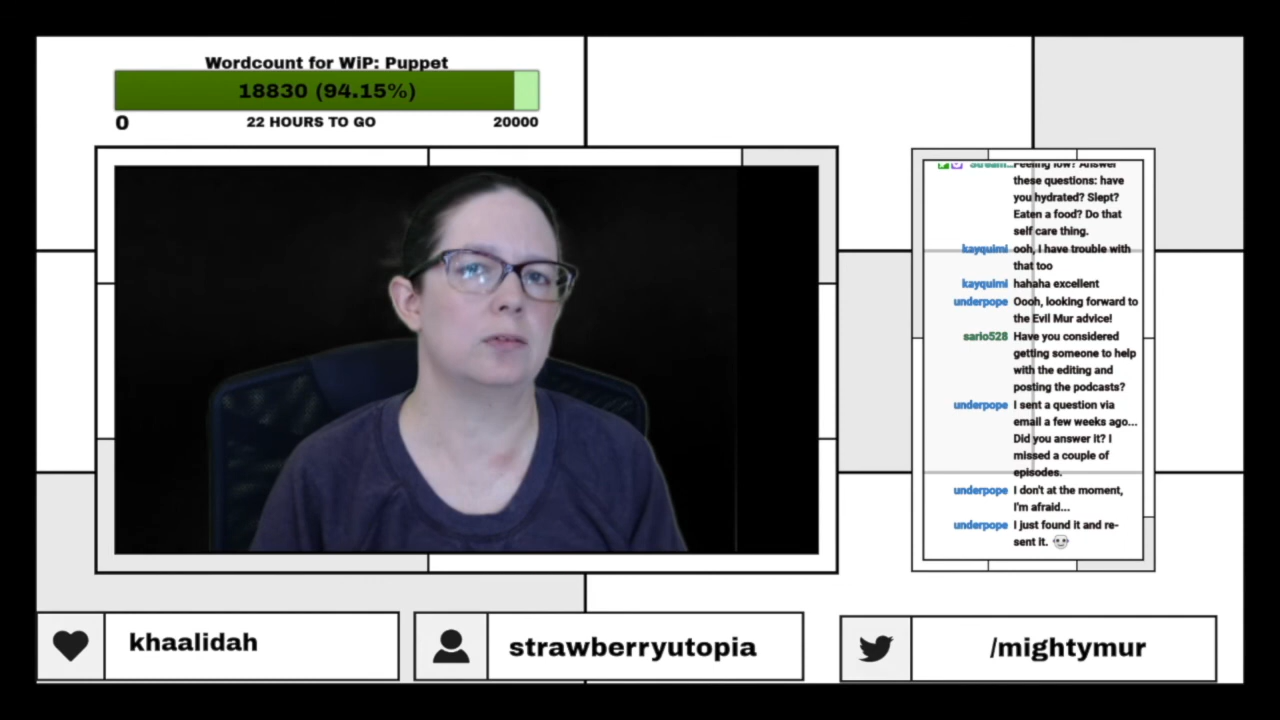 Wordcount for WiP: Puppet
18830 (94.15%)
0 22 HOURS TO GO 20000
Stream... Feeling low? Answer
these questions: have
you hydrated? Slept?
Eaten a food? Do that
self care thing.
kayquimi ooh, I have trouble with
that too
kayquimi hahaha excellent
underpope Oooh, looking forward to
the Evil Mur advice!
sario528 Have you considered
getting someone to help
with the editing and
posting the podcasts?
underpope I sent a question via
email a few weeks ago...
Did you answer it? I
missed a couple of
episodes.
underpope I don't at the moment,
I'm afraid...
underpope I just found it and re-
sent it.
khaalidah
strawberryutopia
/mightymur